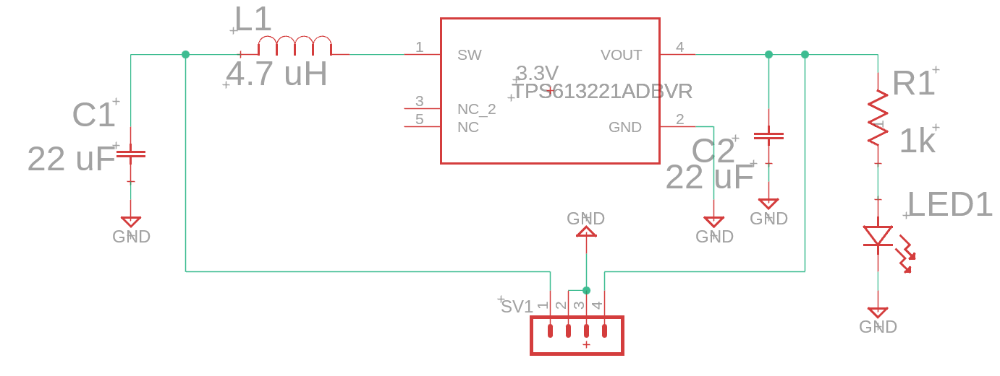 L1
4.7 uH
C1
22 uF
GND
1
SW
3
NC_2
5
NC
3.3V
TPS613221ADBVR
VOUT
4
GND
2
GND
C2
22 uF
GND
R1
1k
1
LED1
GND
GND
SV1
1
2
3
4